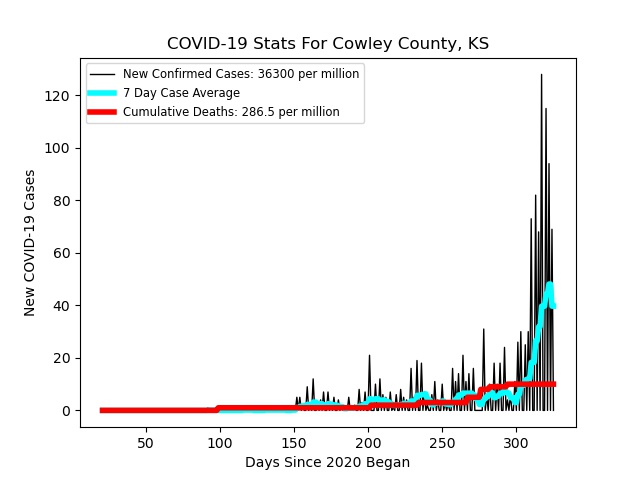 COVID-19 Stats For Cowley County, KS
New Confirmed Cases: 36300 per million
7 Day Case Average
Cumulative Deaths: 286.5 per million
New COVID-19 Cases
120
100
80
60
40
20
0
50 100 150 200 250 300
Days Since 2020 Began